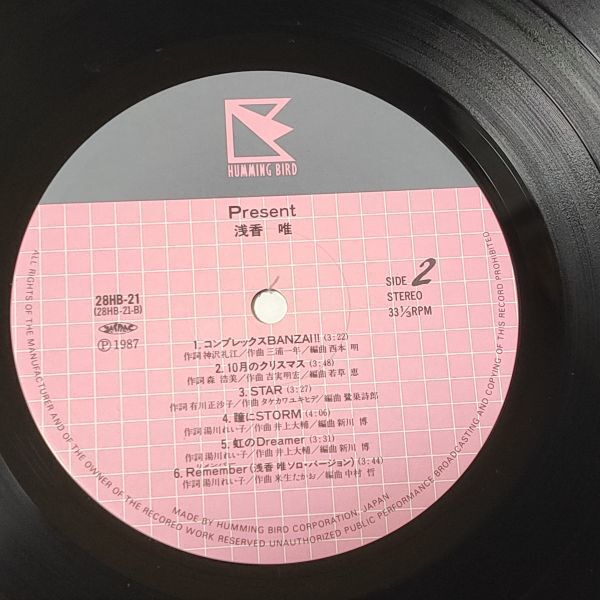 HUMMING BIRD
Present
浅香 唯
28HB-21
(28HB-21-B)
Ⓟ1987
SIDE 2
STEREO
33 1/3 RPM
1. コンプレックスBANZAI!! (3:22)
作詞 神沢礼江/作曲 三浦一年/編曲 西本 明
2. 10月のクリスマス (3:48)
作詞 森 浩美/作曲 吉実明宏/編曲 若草 恵
3. STAR (3:27)
作詞 有川正沙子/作曲 タケカワユキヒデ/編曲 鷺巣詩郎
4. 瞳にSTORM (4:06)
作詞 湯川れい子/作曲 井上大輔/編曲 新川 博
5. 虹のDreamer (3:31)
作詞 湯川れい子/作曲 井上大輔/編曲 新川 博
リメンバー
6. Remember (浅香 唯ソロ・バージョン) (3:44)
作詞 湯川れい子/作曲 来生たかお/編曲 中村 哲
MADE BY HUMMING BIRD CORPORATION, JAPAN
ALL RIGHTS OF THE MANUFACTURER AND OF THE OWNER OF THE RECORED WORK RESERVED UNAUTHORIZED PUBLIC PERFORMANCE BROADCASTING AND COPYING OF THIS RECORD PROHIBITED